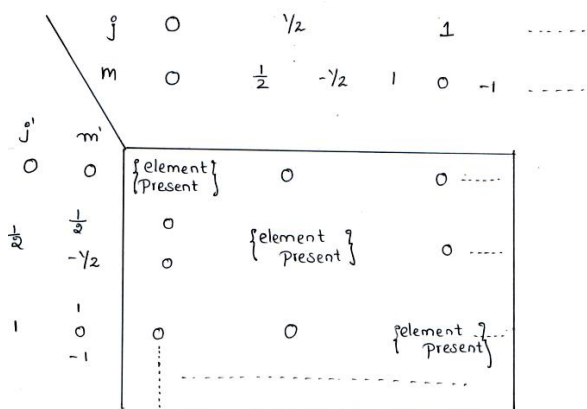 j 0 1/2 1 ......
m 0 1/2 -1/2 1 0 -1 ......
j' m'
0 0 {element Present} 0 0 ......
1/2 1/2 -1/2 0 0 {element Present} 0 ......
1 1 0 -1 0 0 {element present} ......